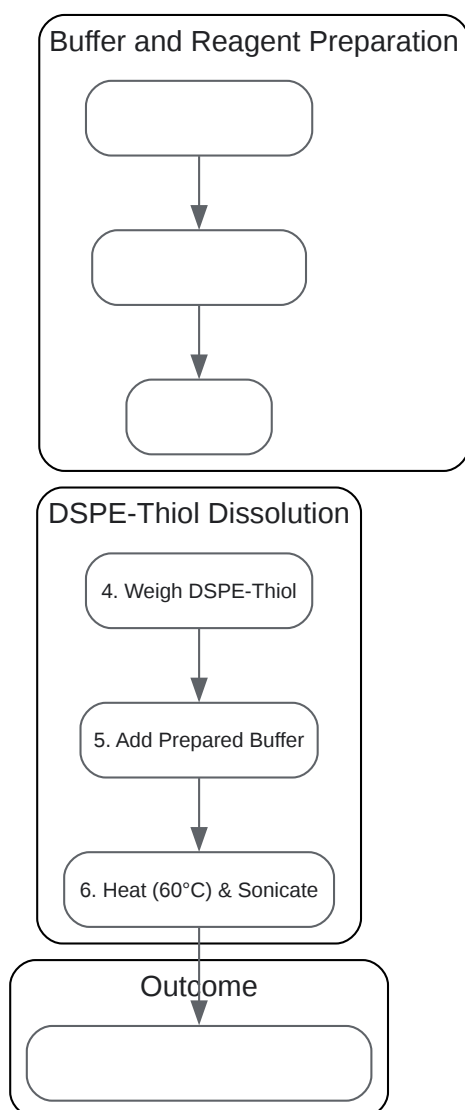 Buffer and Reagent Preparation
DSPE-Thiol Dissolution
4. Weigh DSPE-Thiol
5. Add Prepared Buffer
6. Heat (60°C) & Sonicate
Outcome